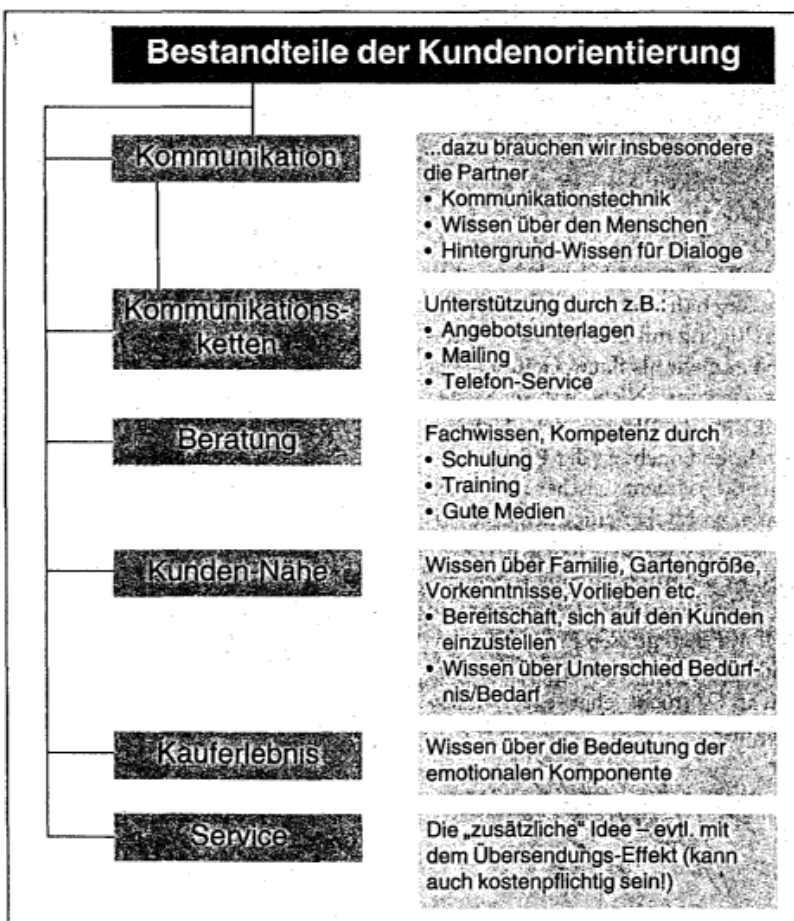 Bestandteile der Kundenorientierung
Kommunikation
...dazu brauchen wir insbesondere
die Partner
• Kommunikationstechnik
• Wissen über den Menschen
• Hintergrund-Wissen für Dialoge
Kommunikations-
ketten
Unterstützung durch z.B.:
• Angebotsunterlagen
• Mailing
• Telefon-Service
Beratung
Fachwissen, Kompetenz durch
• Schulung
• Training
• Gute Medien
Kunden-Nähe
Wissen über Familie, Gartengröße,
Vorkenntnisse,Vorlieben etc.
• Bereitschaft, sich auf den Kunden
einzustellen
• Wissen über Unterschied Bedürf-
nis/Bedarf
Kauferlebnis
Wissen über die Bedeutung der
emotionalen Komponente
Service
Die „zusätzliche“ Idee – evtl. mit
dem Übersendungs-Effekt (kann
auch kostenpflichtig sein!)